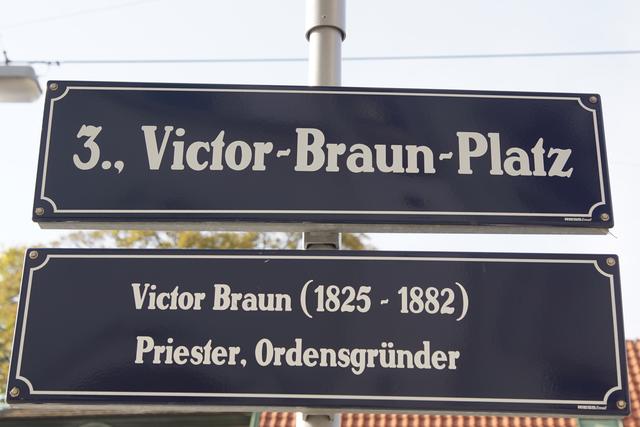 3., Victor-Braun-Platz
Victor Braun (1825 - 1882)
Priester, Ordensgründer